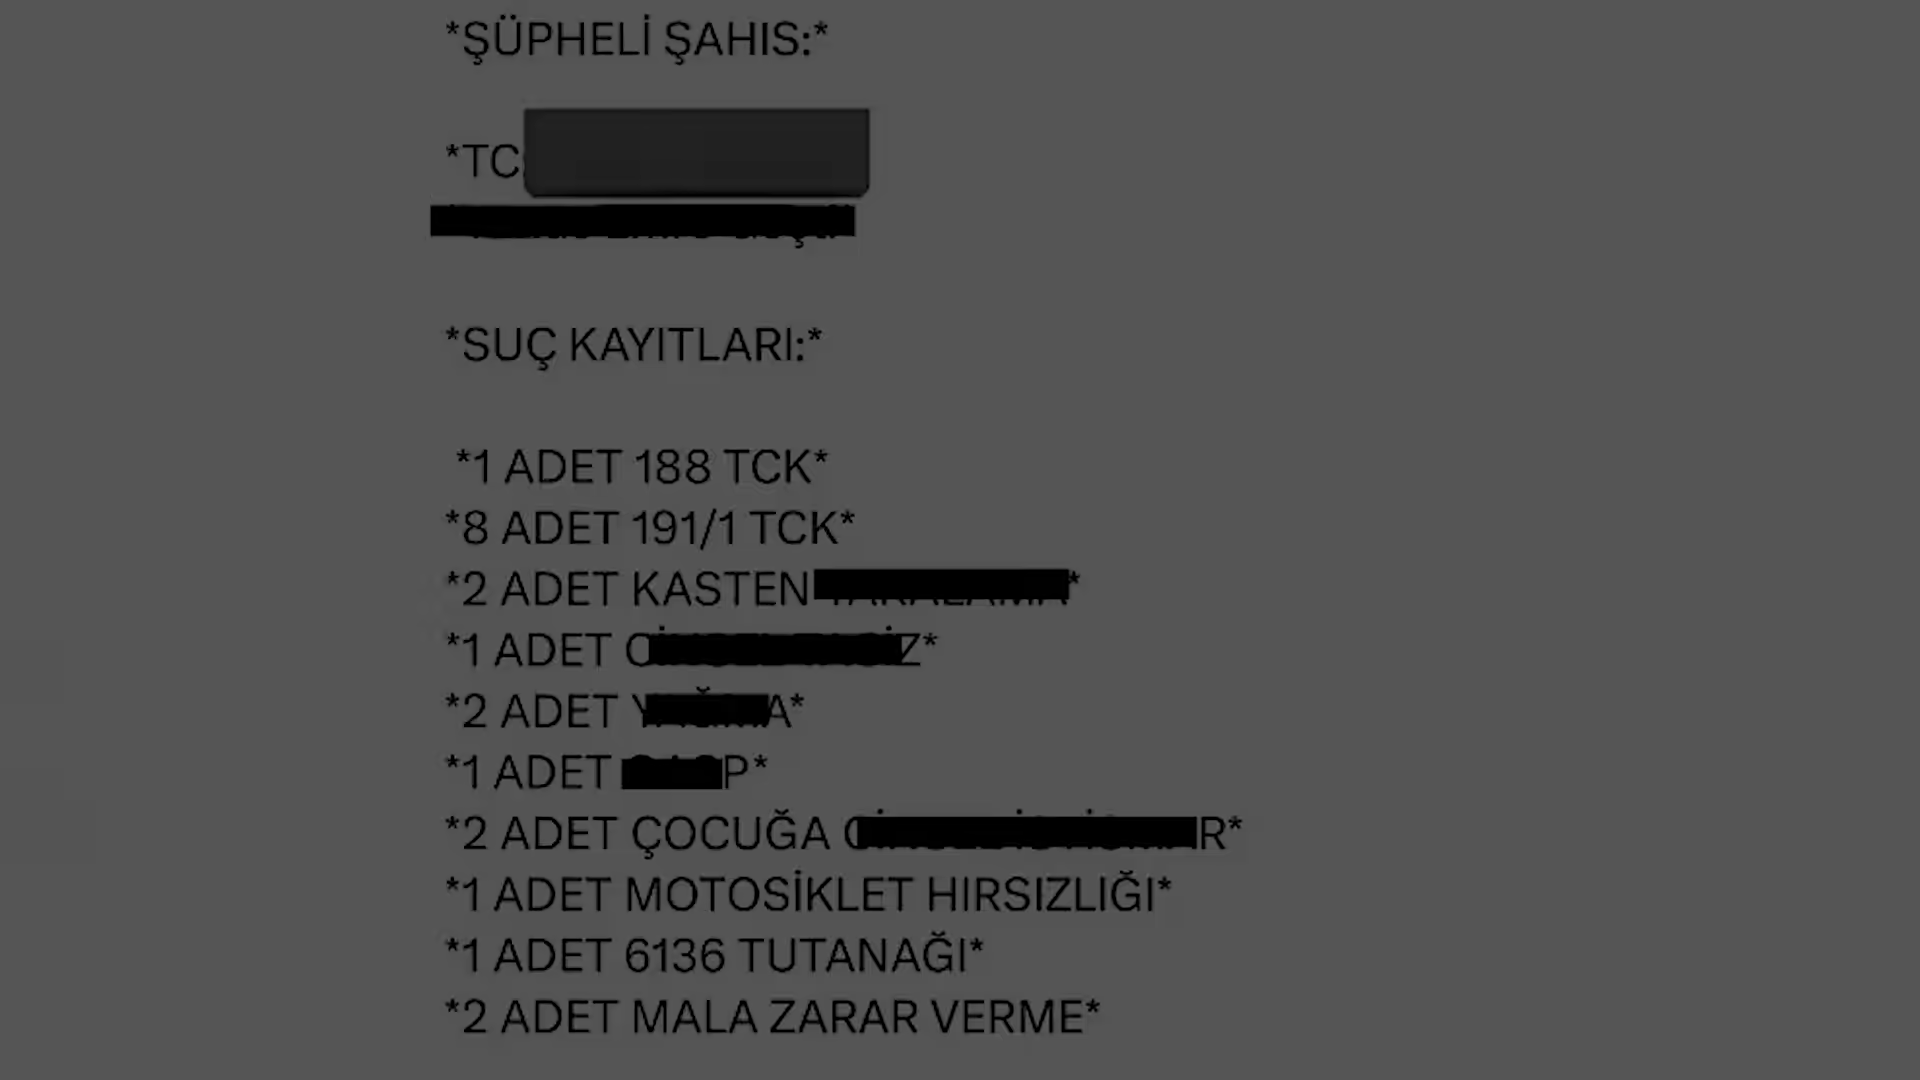 *ŞÜPHELİ ŞAHIS:*
*TC
*SUÇ KAYITLARI:*
*1 ADET 188 TCK*
*8 ADET 191/1 TCK*
*2 ADET KASTEN *
*1 ADET
*2 ADET
*1 ADET
*2 ADET ÇOCUĞA
*1 ADET MOTOSİKLET HIRSIZLIĞI*
*1 ADET 6136 TUTANAĞI*
*2 ADET MALA ZARAR VERME*